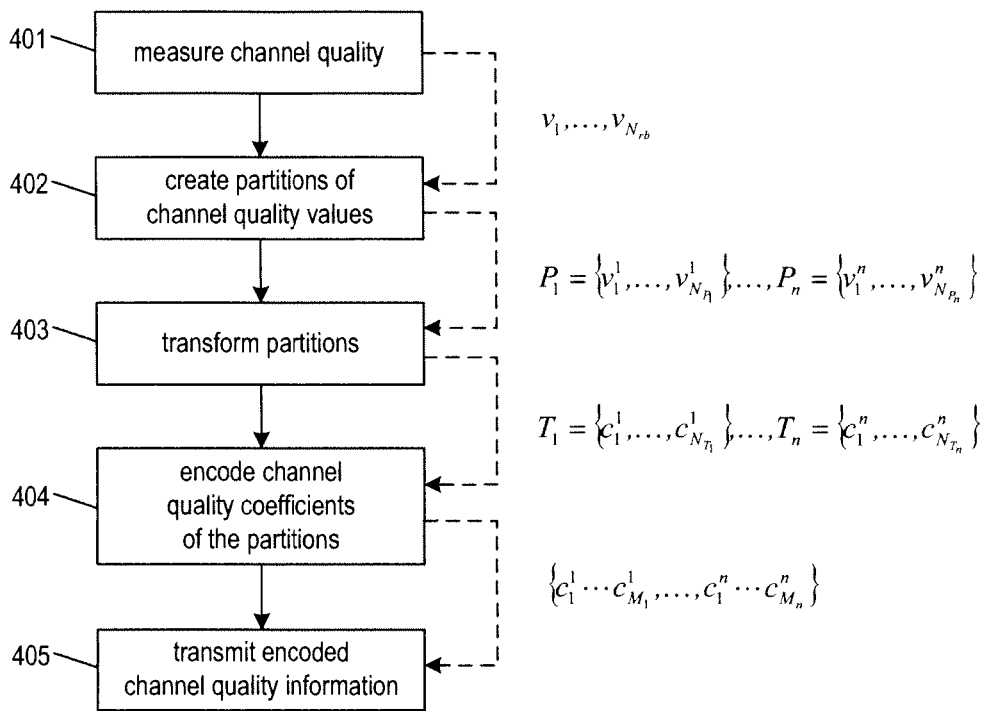 401
measure channel quality
v_1,...,v_{N_{rb}}
402
create partitions of
channel quality values
P_1 = {v_1^1,...,v_{N_{P_1}}^1},...,P_n = {v_1^n,...,v_{N_{P_n}}^n}
403
transform partitions
T_1 = {c_1^1,...,c_{N_{T_1}}^1},...,T_n = {c_1^n,...,c_{N_{T_n}}^n}
404
encode channel
quality coefficients
of the partitions
{c_1^1 ⋯ c_{M_1}^1,...,c_1^n ⋯ c_{M_n}^n}
405
transmit encoded
channel quality information